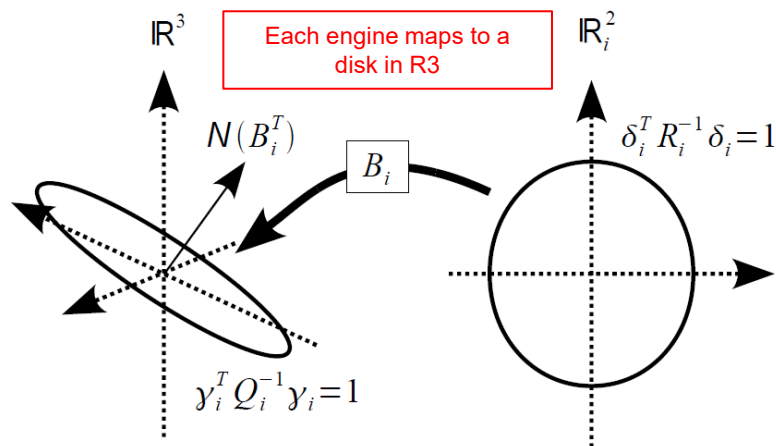 ℝ³
Each engine maps to a
disk in R3
ℝᵢ²
N(Bᵢᵀ)
Bᵢ
δᵢᵀ Rᵢ⁻¹ δᵢ = 1
γᵢᵀ Qᵢ⁻¹ γᵢ = 1